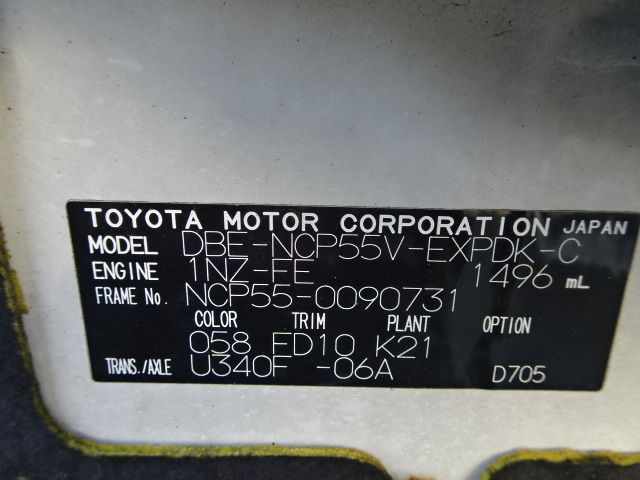 TOYOTA MOTOR CORPORATION JAPAN
MODEL DBE-NCP55V-EXPDK-C
ENGINE 1NZ-FE 1496 mL
FRAME No. NCP55-0090731
COLOR TRIM PLANT OPTION
058 FD10 K21
TRANS./AXLE U340F -06A D705